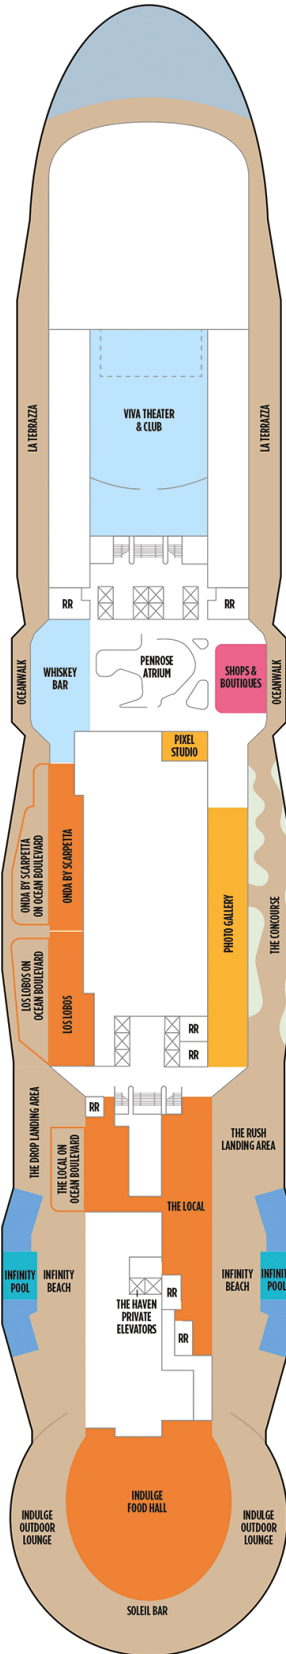 LA TERRAZZA
VIVA THEATER
& CLUB
LA TERRAZZA
RR
RR
OCEANWALK
WHISKEY
BAR
PENROSE
ATRIUM
SHOPS &
BOUTIQUES
OCEANWALK
PIXEL
STUDIO
ONDA BY SCARPETTA
ON OCEAN BOULEVARD
ONDA BY SCARPETTA
PHOTO GALLERY
THE CONCOURSE
LOS LOBOS ON
OCEAN BOULEVARD
LOS LOBOS
RR
RR
RR
THE DROP LANDING AREA
THE LOCAL ON
OCEAN BOULEVARD
THE RUSH
LANDING AREA
THE LOCAL
INFINITY
POOL
INFINITY
BEACH
THE HAVEN
PRIVATE
ELEVATORS
RR
RR
INFINITY
BEACH
INFINIT
POOL
INDULGE
FOOD HALL
INDULGE
OUTDOOR
LOUNGE
INDULGE
OUTDOOR
LOUNGE
SOLEIL BAR